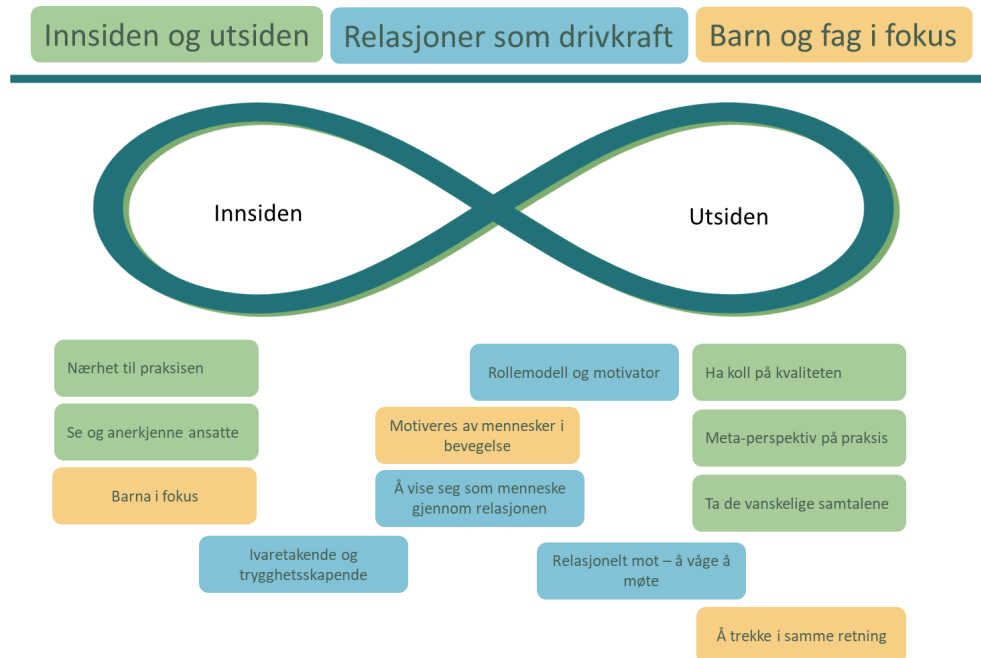 Innsiden og utsiden
Relasjoner som drivkraft
Barn og fag i fokus
Innsiden
Utsiden
Nærhet til praksisen
Rollemodell og motivator
Ha koll på kvaliteten
Se og anerkjenne ansatte
Motiveres av mennesker i
bevegelse
Meta-perspektiv på praksis
Barna i fokus
Å vise seg som menneske
gjennom relasjonen
Ta de vanskelige samtalene
Ivaretakende og
trygghetsskapende
Relasjonelt mot – å våge å
møte
Å trekke i samme retning